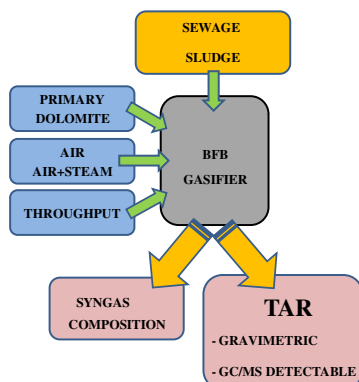 SEWAGE
SLUDGE
PRIMARY
DOLOMITE
AIR
AIR+STEAM
THROUGHPUT
BFB
GASIFIER
SYNGAS
COMPOSITION
TAR
- GRAVIMETRIC
- GC/MS DETECTABLE